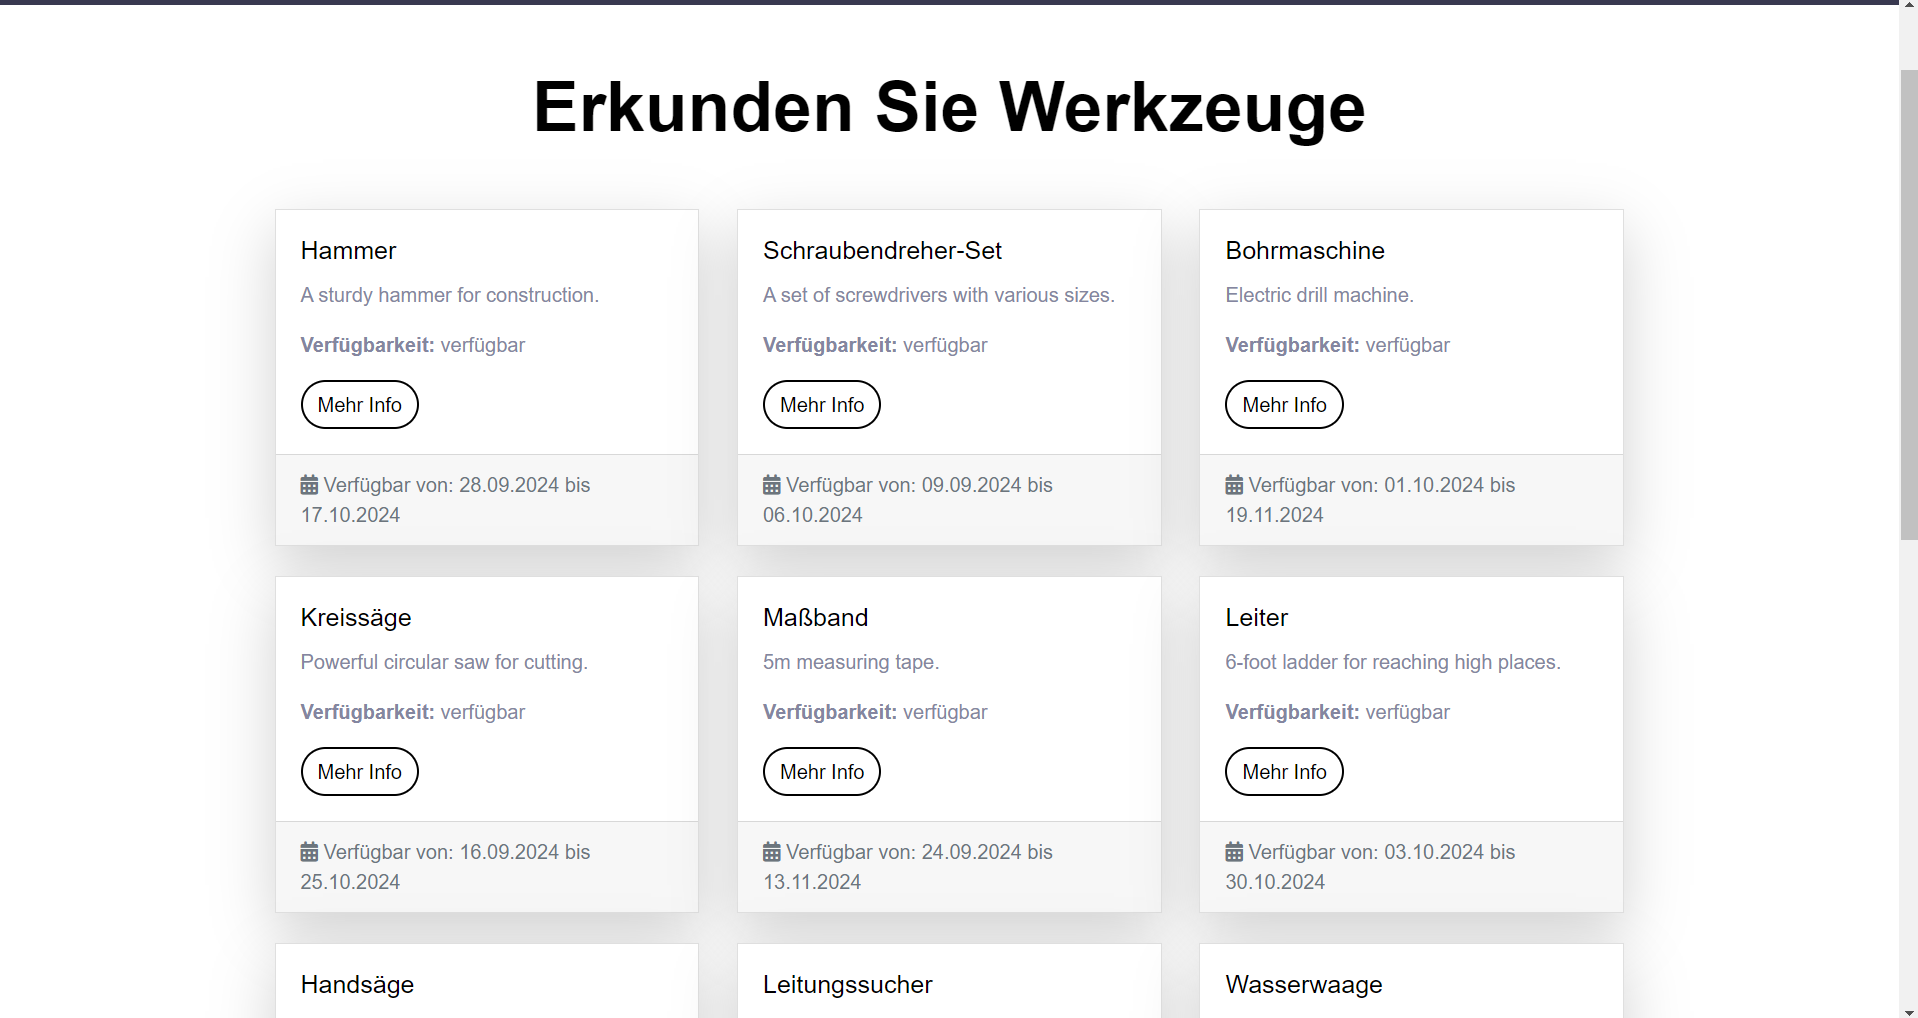 Erkunden Sie Werkzeuge
Hammer
A sturdy hammer for construction.
Verfügbarkeit: verfügbar
Mehr Info
Verfügbar von: 28.09.2024 bis
17.10.2024
Schraubendreher-Set
A set of screwdrivers with various sizes.
Verfügbarkeit: verfügbar
Mehr Info
Verfügbar von: 09.09.2024 bis
06.10.2024
Bohrmaschine
Electric drill machine.
Verfügbarkeit: verfügbar
Mehr Info
Verfügbar von: 01.10.2024 bis
19.11.2024
Kreissäge
Powerful circular saw for cutting.
Verfügbarkeit: verfügbar
Mehr Info
Verfügbar von: 16.09.2024 bis
25.10.2024
Maßband
5m measuring tape.
Verfügbarkeit: verfügbar
Mehr Info
Verfügbar von: 24.09.2024 bis
13.11.2024
Leiter
6-foot ladder for reaching high places.
Verfügbarkeit: verfügbar
Mehr Info
Verfügbar von: 03.10.2024 bis
30.10.2024
Handsäge
Leitungssucher
Wasserwaage